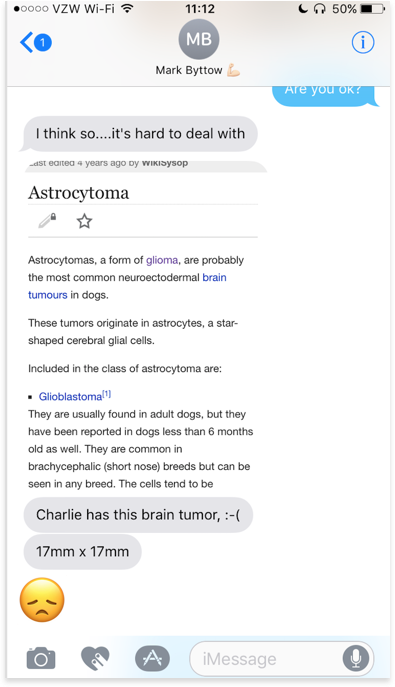 VZW Wi-Fi 11:12 50%
1 MB
Mark Byttow
Are you ok?
I think so....it's hard to deal with
Last edited 4 years ago by WikiSysop
Astrocytoma
Astrocytomas, a form of glioma, are probably
the most common neuroectodermal brain
tumours in dogs.
These tumors originate in astrocytes, a star-
shaped cerebral glial cells.
Included in the class of astrocytoma are:
Glioblastoma[1]
They are usually found in adult dogs, but they
have been reported in dogs less than 6 months
old as well. They are common in
brachycephalic (short nose) breeds but can be
seen in any breed. The cells tend to be
Charlie has this brain tumor, :-(
17mm x 17mm
iMessage